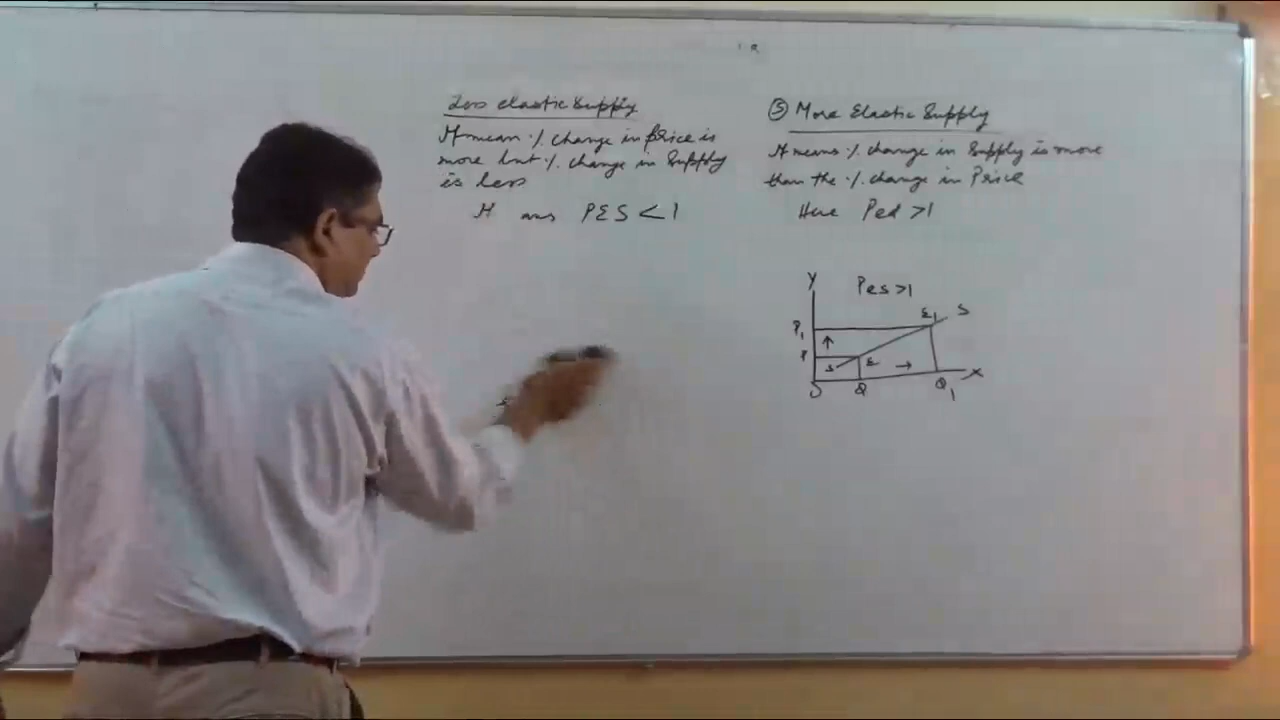 Less elastic Supply
It mean % change in price is
more but % change in Supply
is less
PES < 1
⑤ More Elastic Supply
It means % change in Supply is more
than the % change in Price
Here Ped >1
Y
Pes >1
P1
E1 S
P
S E
O Q Q1 X